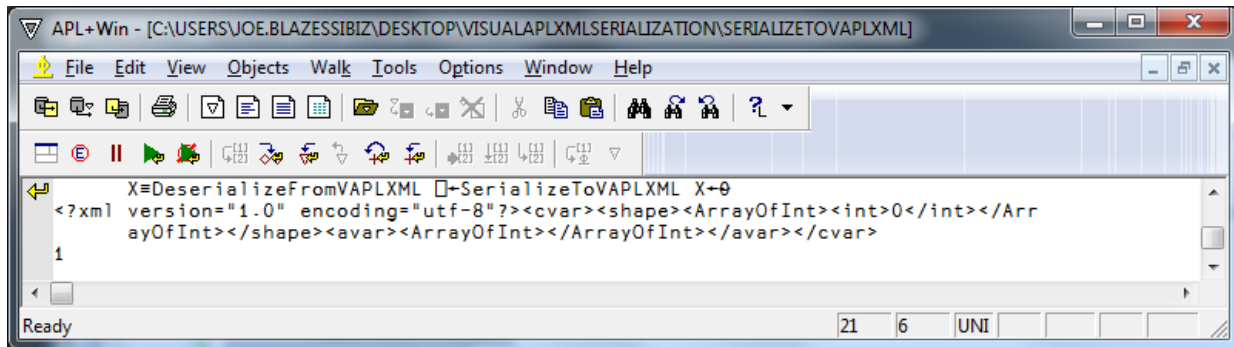 APL+Win - [C:\USERS\JOE.BLAZESSIBIZ\DESKTOP\VISUALAPLXMLSERIALIZATION\SERIALIZETOVAPLXML]
File Edit View Objects Walk Tools Options Window Help
X≡DeserializeFromVAPLXML ⎕←SerializeToVAPLXML X←⍬
<?xml version="1.0" encoding="utf-8"?><cvar><shape><ArrayOfInt><int>0</int></Arr
ayOfInt></shape><avar><ArrayOfInt></ArrayOfInt></avar></cvar>
1
Ready 21 6 UNI